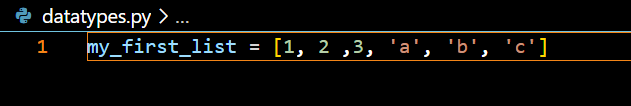 datatypes.py > ...
1 my_first_list = [1, 2 ,3, 'a', 'b', 'c']